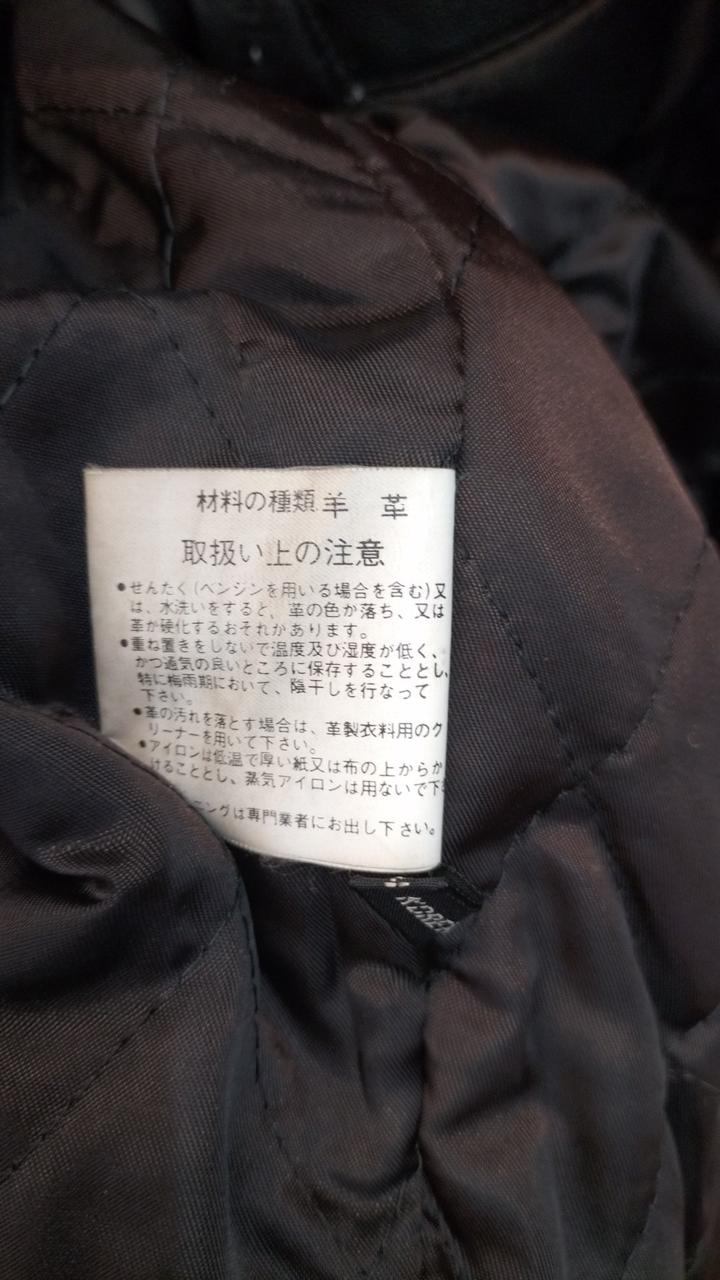 材料の種類 羊 革
取扱い上の注意
●せんたく(ベンジンを用いる場合を含む)又
は、水洗いをすると、革の色が落ち、又は
革が硬化するおそれがあります。
●重ね置きをしないで温度及び湿度が低く、
かつ通気の良いところに保存することとし、
特に梅雨期において、陰干しを行なって
下さい。
●革の汚れを落とす場合は、革製衣料用のク
リーナーを用いて下さい。
●アイロンは低温で厚い紙又は布の上からか
けることとし、蒸気アイロンは用ないで下
ニングは専門業者にお出し下さい。